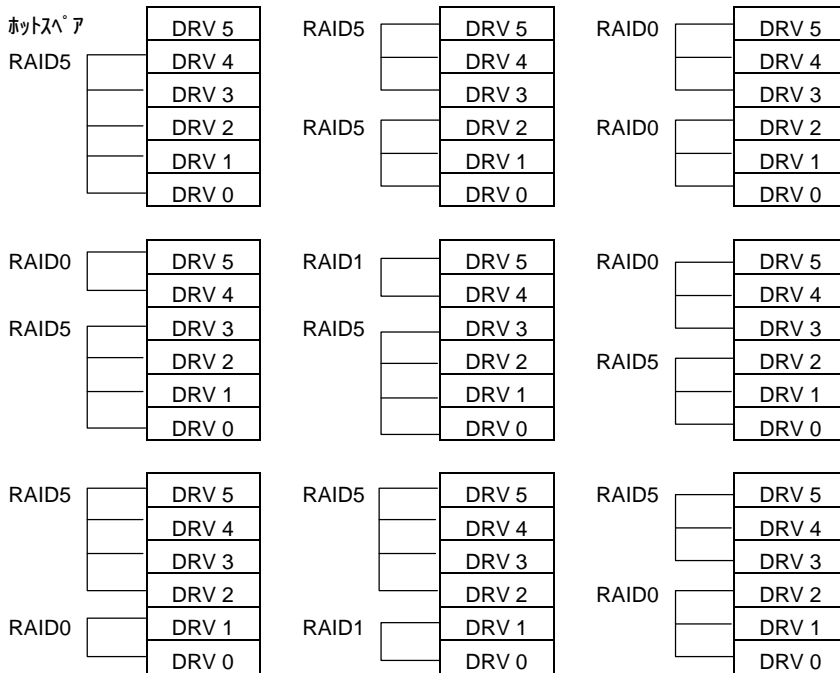 ﾎｯﾄｽﾍﾟｱ DRV 5 RAID5 DRV 5 RAID0 DRV 5
RAID5 DRV 4 DRV 4 DRV 4
DRV 3 DRV 3 DRV 3
DRV 2 RAID5 DRV 2 RAID0 DRV 2
DRV 1 DRV 1 DRV 1
DRV 0 DRV 0 DRV 0
RAID0 DRV 5 RAID1 DRV 5 RAID0 DRV 5
DRV 4 DRV 4 DRV 4
RAID5 DRV 3 RAID5 DRV 3 DRV 3
DRV 2 DRV 2 RAID5 DRV 2
DRV 1 DRV 1 DRV 1
DRV 0 DRV 0 DRV 0
RAID5 DRV 5 RAID5 DRV 5 RAID5 DRV 5
DRV 4 DRV 4 DRV 4
DRV 3 DRV 3 DRV 3
DRV 2 DRV 2 RAID0 DRV 2
RAID0 DRV 1 RAID1 DRV 1 DRV 1
DRV 0 DRV 0 DRV 0